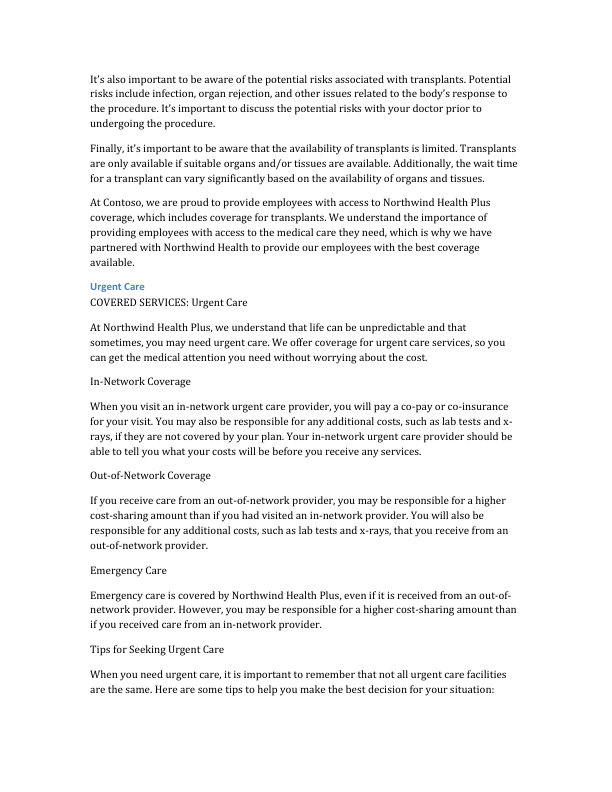 It’s also important to be aware of the potential risks associated with transplants. Potential
risks include infection, organ rejection, and other issues related to the body’s response to
the procedure. It’s important to discuss the potential risks with your doctor prior to
undergoing the procedure.
Finally, it’s important to be aware that the availability of transplants is limited. Transplants
are only available if suitable organs and/or tissues are available. Additionally, the wait time
for a transplant can vary significantly based on the availability of organs and tissues.
At Contoso, we are proud to provide employees with access to Northwind Health Plus
coverage, which includes coverage for transplants. We understand the importance of
providing employees with access to the medical care they need, which is why we have
partnered with Northwind Health to provide our employees with the best coverage
available.
Urgent Care
COVERED SERVICES: Urgent Care
At Northwind Health Plus, we understand that life can be unpredictable and that
sometimes, you may need urgent care. We offer coverage for urgent care services, so you
can get the medical attention you need without worrying about the cost.
In-Network Coverage
When you visit an in-network urgent care provider, you will pay a co-pay or co-insurance
for your visit. You may also be responsible for any additional costs, such as lab tests and x-
rays, if they are not covered by your plan. Your in-network urgent care provider should be
able to tell you what your costs will be before you receive any services.
Out-of-Network Coverage
If you receive care from an out-of-network provider, you may be responsible for a higher
cost-sharing amount than if you had visited an in-network provider. You will also be
responsible for any additional costs, such as lab tests and x-rays, that you receive from an
out-of-network provider.
Emergency Care
Emergency care is covered by Northwind Health Plus, even if it is received from an out-of-
network provider. However, you may be responsible for a higher cost-sharing amount than
if you received care from an in-network provider.
Tips for Seeking Urgent Care
When you need urgent care, it is important to remember that not all urgent care facilities
are the same. Here are some tips to help you make the best decision for your situation: